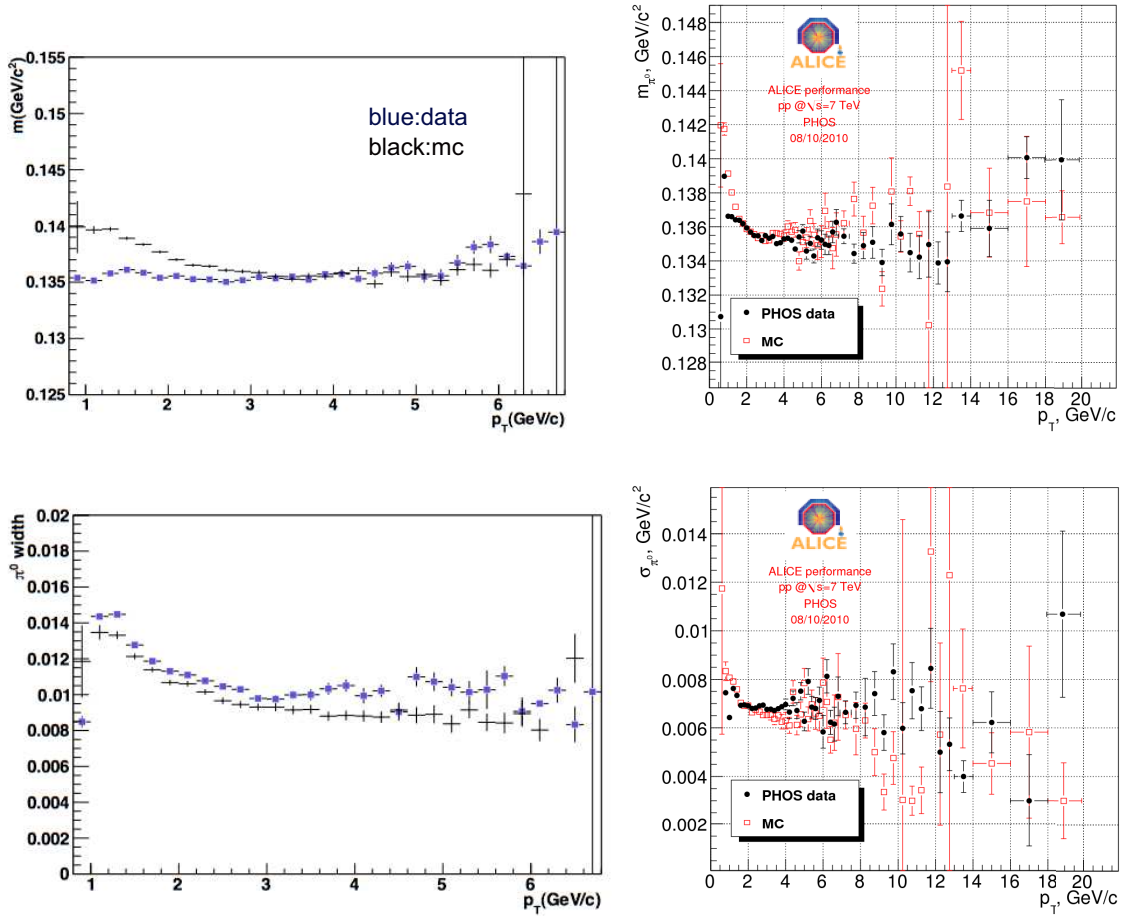 0.155
0.15
0.145
0.14
0.135
0.13
0.125
m(GeV/c²)
blue:data
black:mc
1 2 3 4 5 6
p_T(GeV/c)
0.148
0.146
0.144
0.142
0.14
0.138
0.136
0.134
0.132
0.13
0.128
m_π⁰, GeV/c²
ALICE
ALICE performance
pp @√s=7 TeV
PHOS
08/10/2010
PHOS data
MC
0 2 4 6 8 10 12 14 16 18 20
p_T, GeV/c
0.02
0.018
0.016
0.014
0.012
0.01
0.008
0.006
0.004
0.002
0
π⁰ width
1 2 3 4 5 6
p_T(GeV/c)
0.014
0.012
0.01
0.008
0.006
0.004
0.002
σ_π⁰, GeV/c²
ALICE
ALICE performance
pp @√s=7 TeV
PHOS
08/10/2010
PHOS data
MC
0 2 4 6 8 10 12 14 16 18 20
p_T, GeV/c